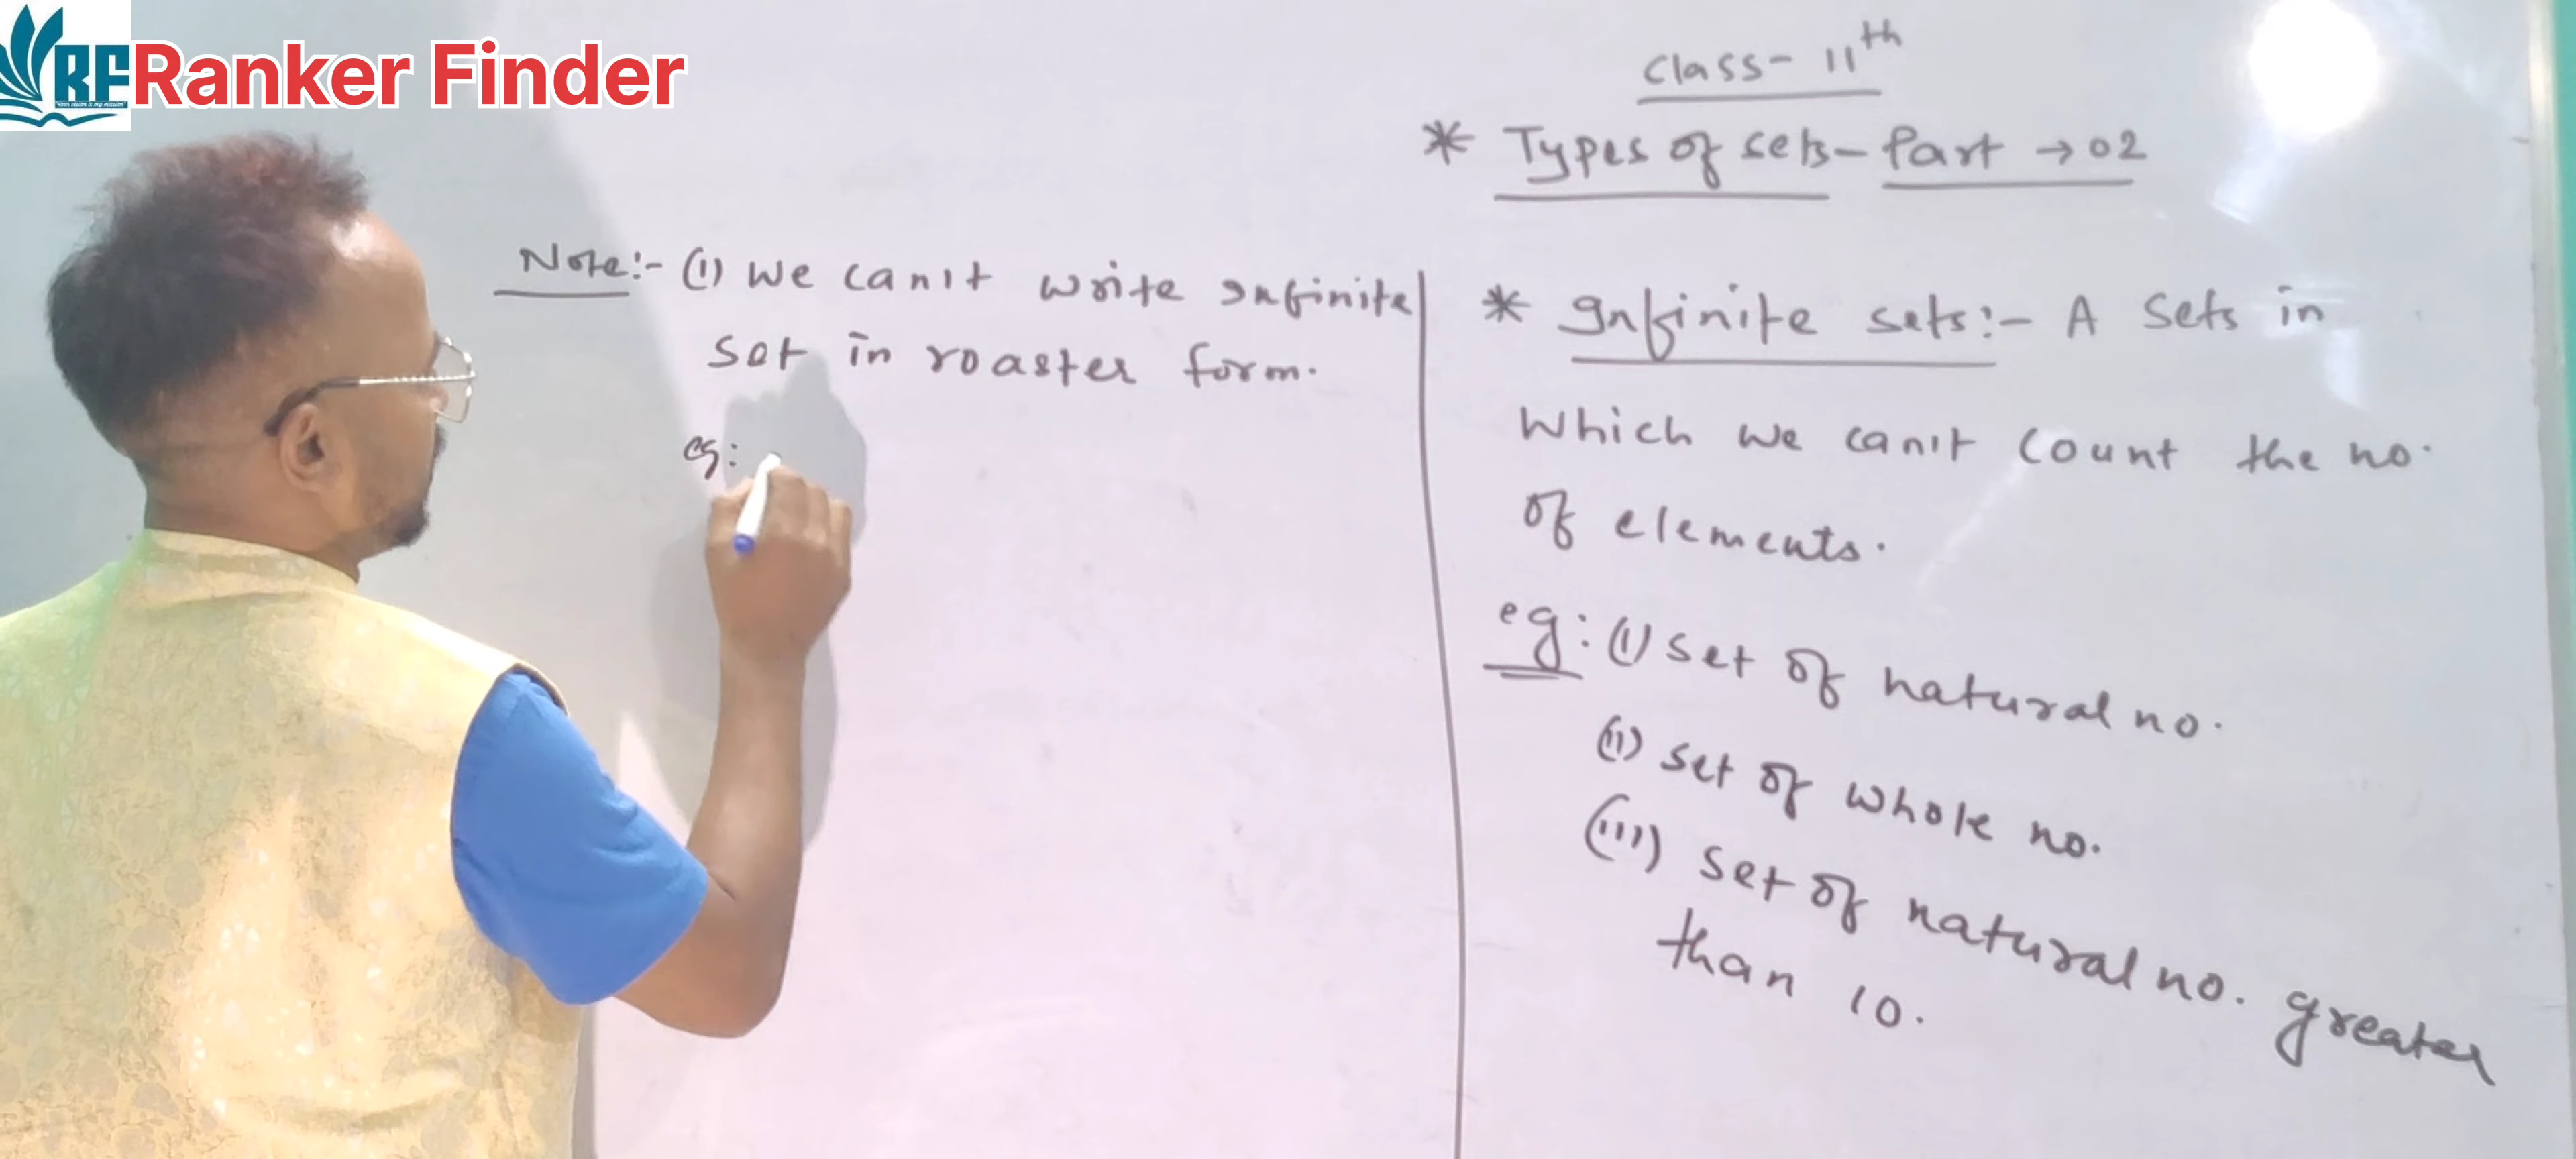 RF Ranker Finder
Class- 11th
* Types of sets- Part → 02
Note:- (1) We can't write Infinite
set in roaster form.
eg:
* Infinite sets:- A sets in
which we can't count the no.
of elements.
eg: (i) set of natural no.
(ii) set of whole no.
(iii) set of natural no. greater
than 10.